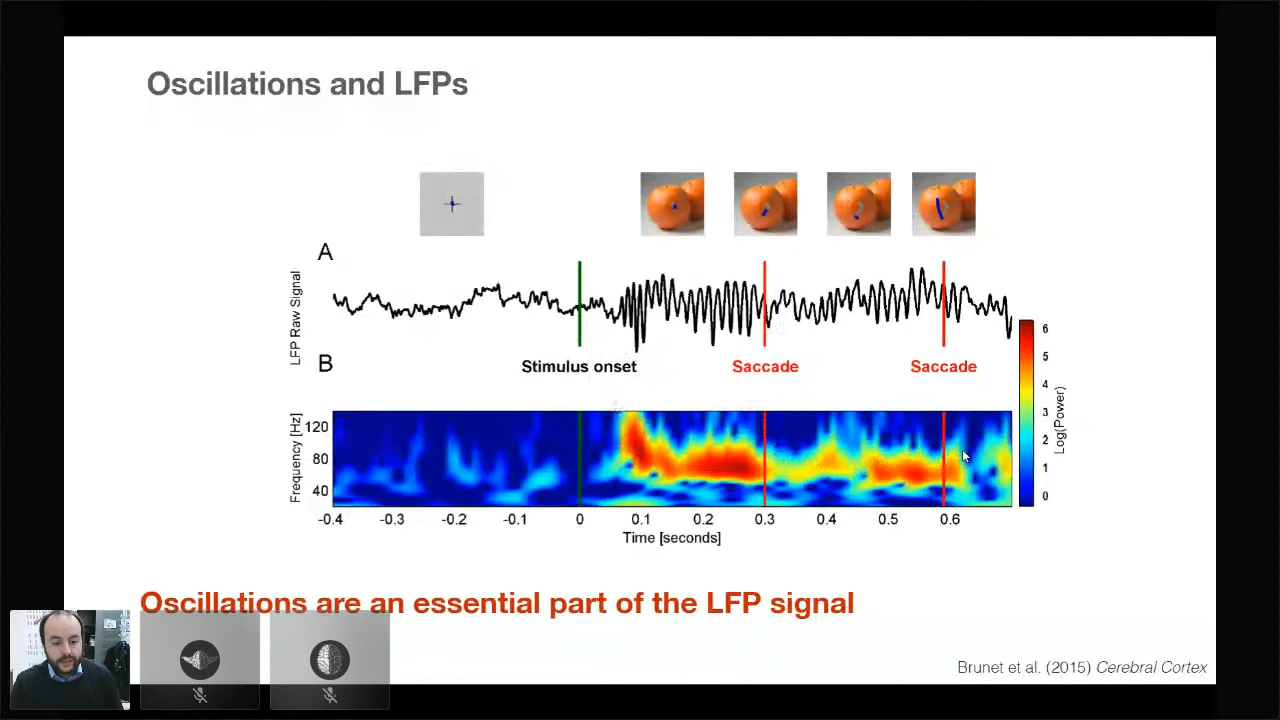 Oscillations and LFPs
A
LFP Raw Signal
Stimulus onset
Saccade
Saccade
B
Frequency [Hz]
120
80
40
-0.4 -0.3 -0.2 -0.1 0 0.1 0.2 0.3 0.4 0.5 0.6
Time [seconds]
6
5
4
3
2
1
0
Log(Power)
Oscillations are an essential part of the LFP signal
Brunet et al. (2015) Cerebral Cortex